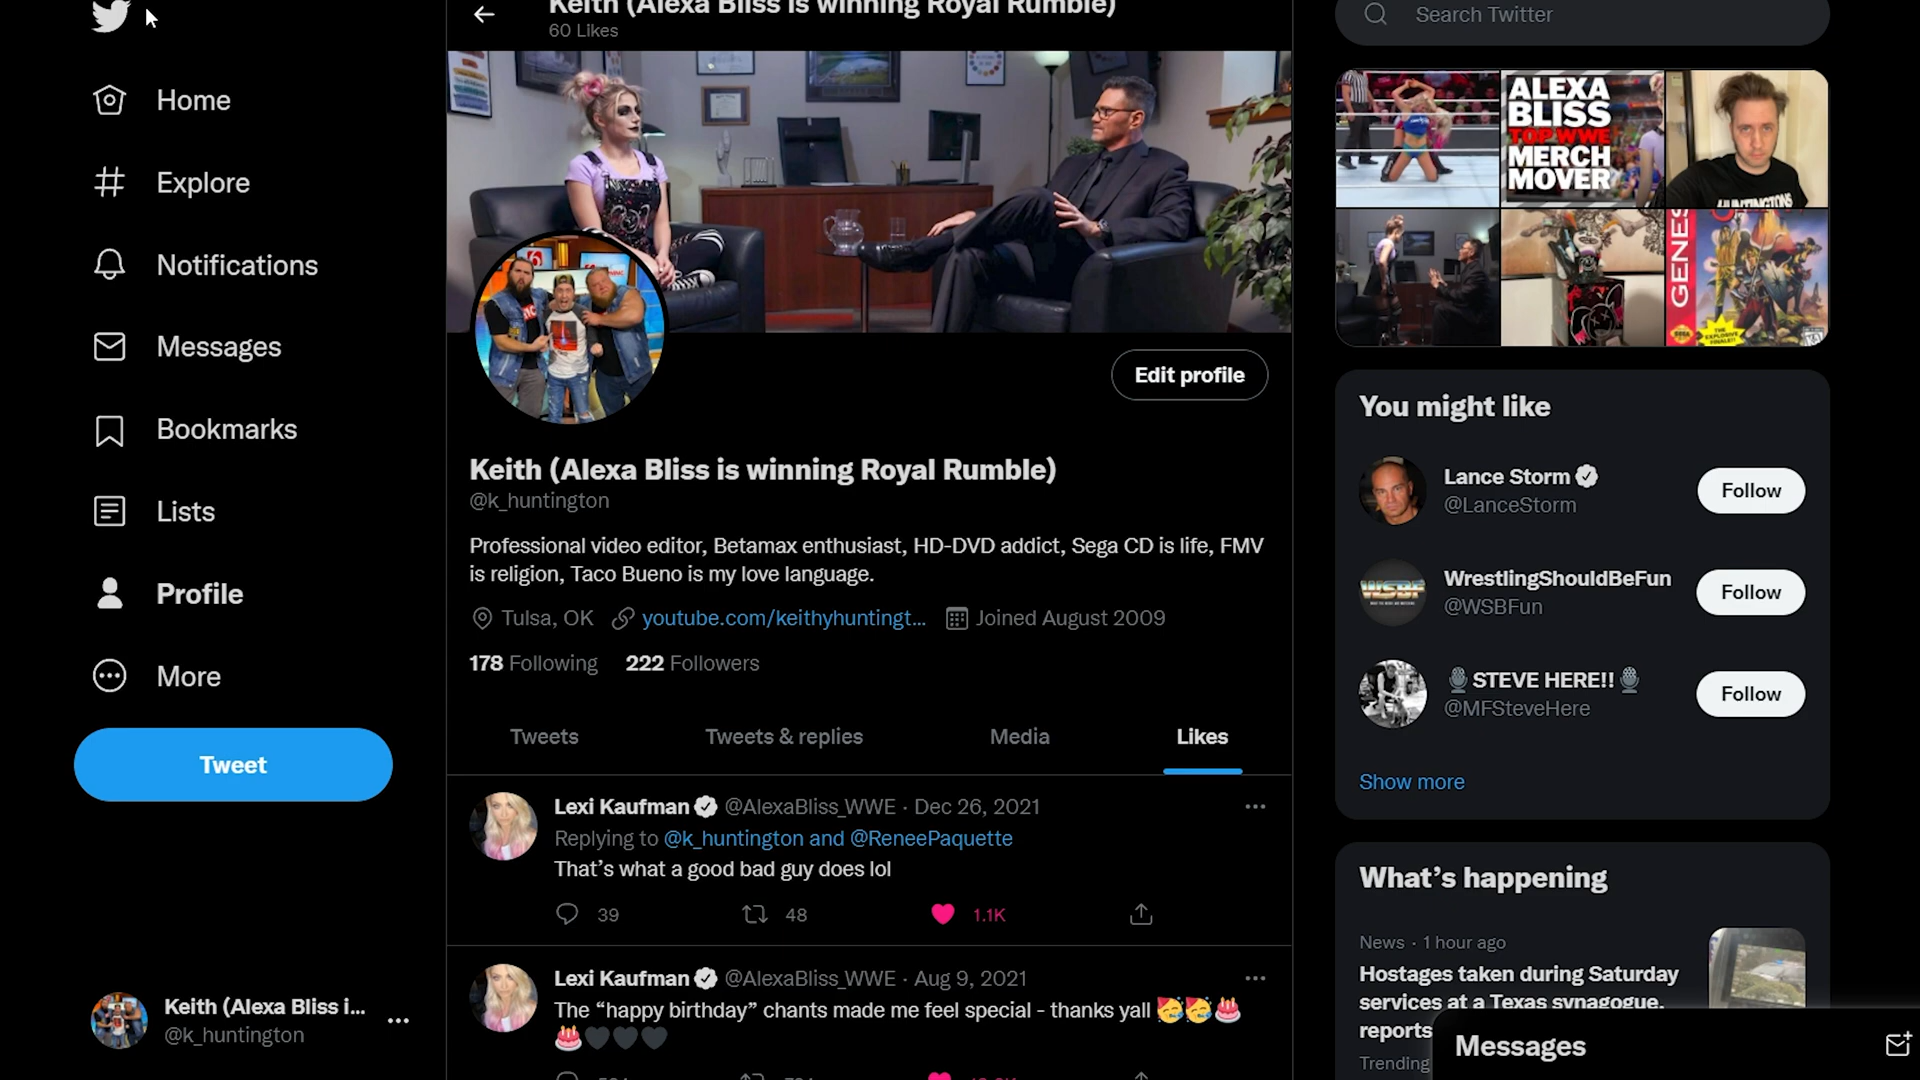 Keith (Alexa Bliss is winning Royal Rumble)
60 Likes
Home
Explore
Notifications
Messages
Bookmarks
Lists
Profile
More
Tweet
Keith (Alexa Bliss i...
@k_huntington
Edit profile
Keith (Alexa Bliss is winning Royal Rumble)
@k_huntington
Professional video editor, Betamax enthusiast, HD-DVD addict, Sega CD is life, FMV
is religion, Taco Bueno is my love language.
Tulsa, OK youtube.com/keithyhuntingt... Joined August 2009
178 Following 222 Followers
Tweets Tweets & replies Media Likes
Lexi Kaufman @AlexaBliss_WWE · Dec 26, 2021
Replying to @k_huntington and @ReneePaquette
That’s what a good bad guy does lol
39 48 1.1K
Lexi Kaufman @AlexaBliss_WWE · Aug 9, 2021
The “happy birthday” chants made me feel special - thanks yall 🥳🥳🎂
🎂🖤🖤🖤
Search Twitter
ALEXA
BLISS
TOP WWE
MERCH
MOVER
HUNTINGTONS
GENES
You might like
Lance Storm
@LanceStorm
Follow
WSBF
WrestlingShouldBeFun
@WSBFun
Follow
🎙STEVE HERE!!🎙
@MFSteveHere
Follow
Show more
What’s happening
News · 1 hour ago
Hostages taken during Saturday
services at a Texas synagogue,
reports
Trending
Messages